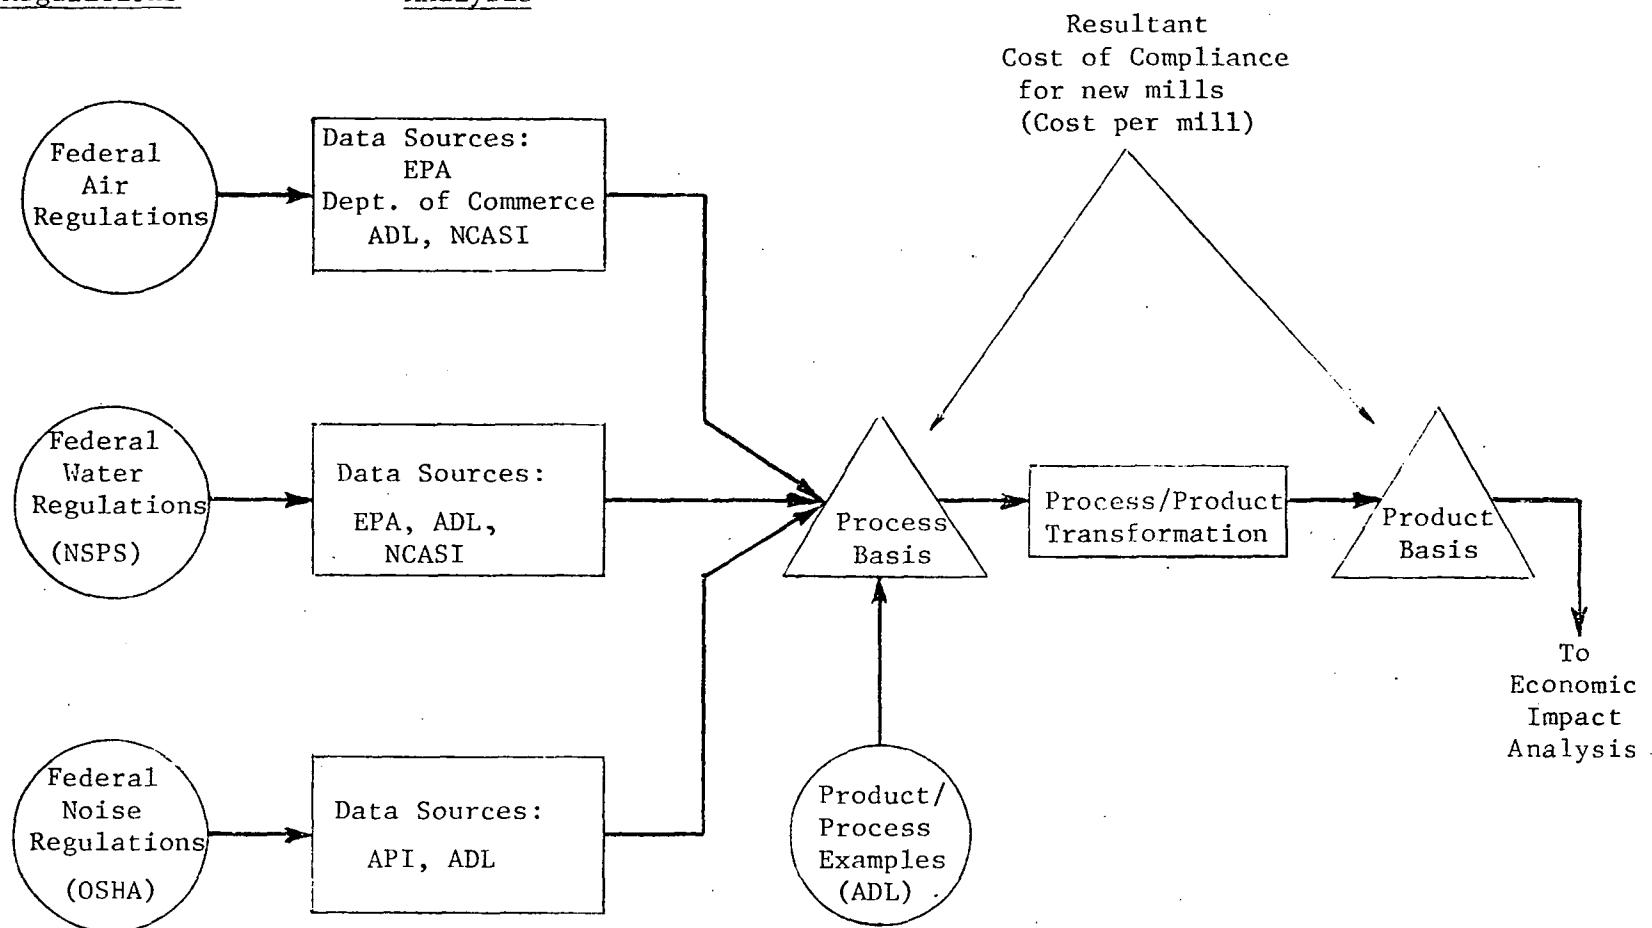 Resultant
Cost of Compliance
for new mills
(Cost per mill)
Federal
Air
Regulations
Data Sources:
EPA
Dept. of Commerce
ADL, NCASI
Federal
Water
Regulations
(NSPS)
Data Sources:
EPA, ADL,
NCASI
Process
Basis
Process/Product
Transformation
Product
Basis
To
Economic
Impact
Analysis
Federal
Noise
Regulations
(OSHA)
Data Sources:
API, ADL
Product/
Process
Examples
(ADL)